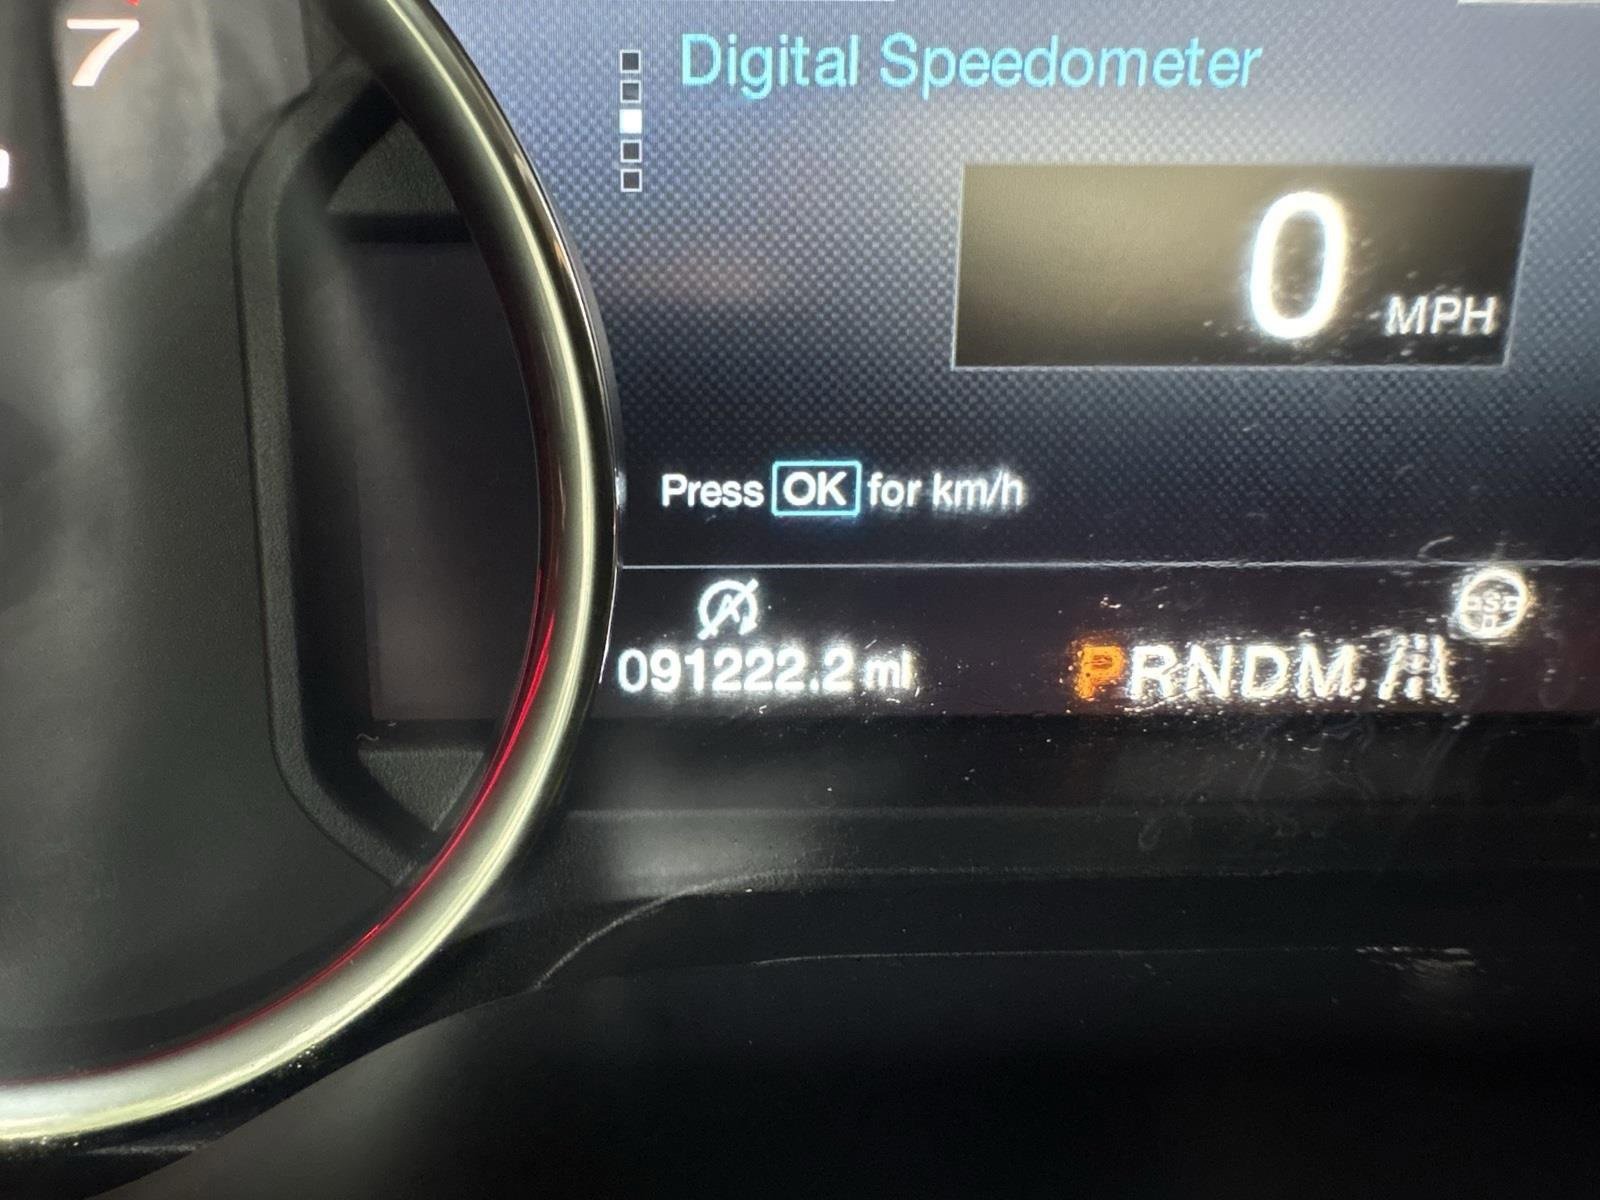 7
Digital Speedometer
0 MPH
Press OK for km/h
091222.2 mi
PRNDM